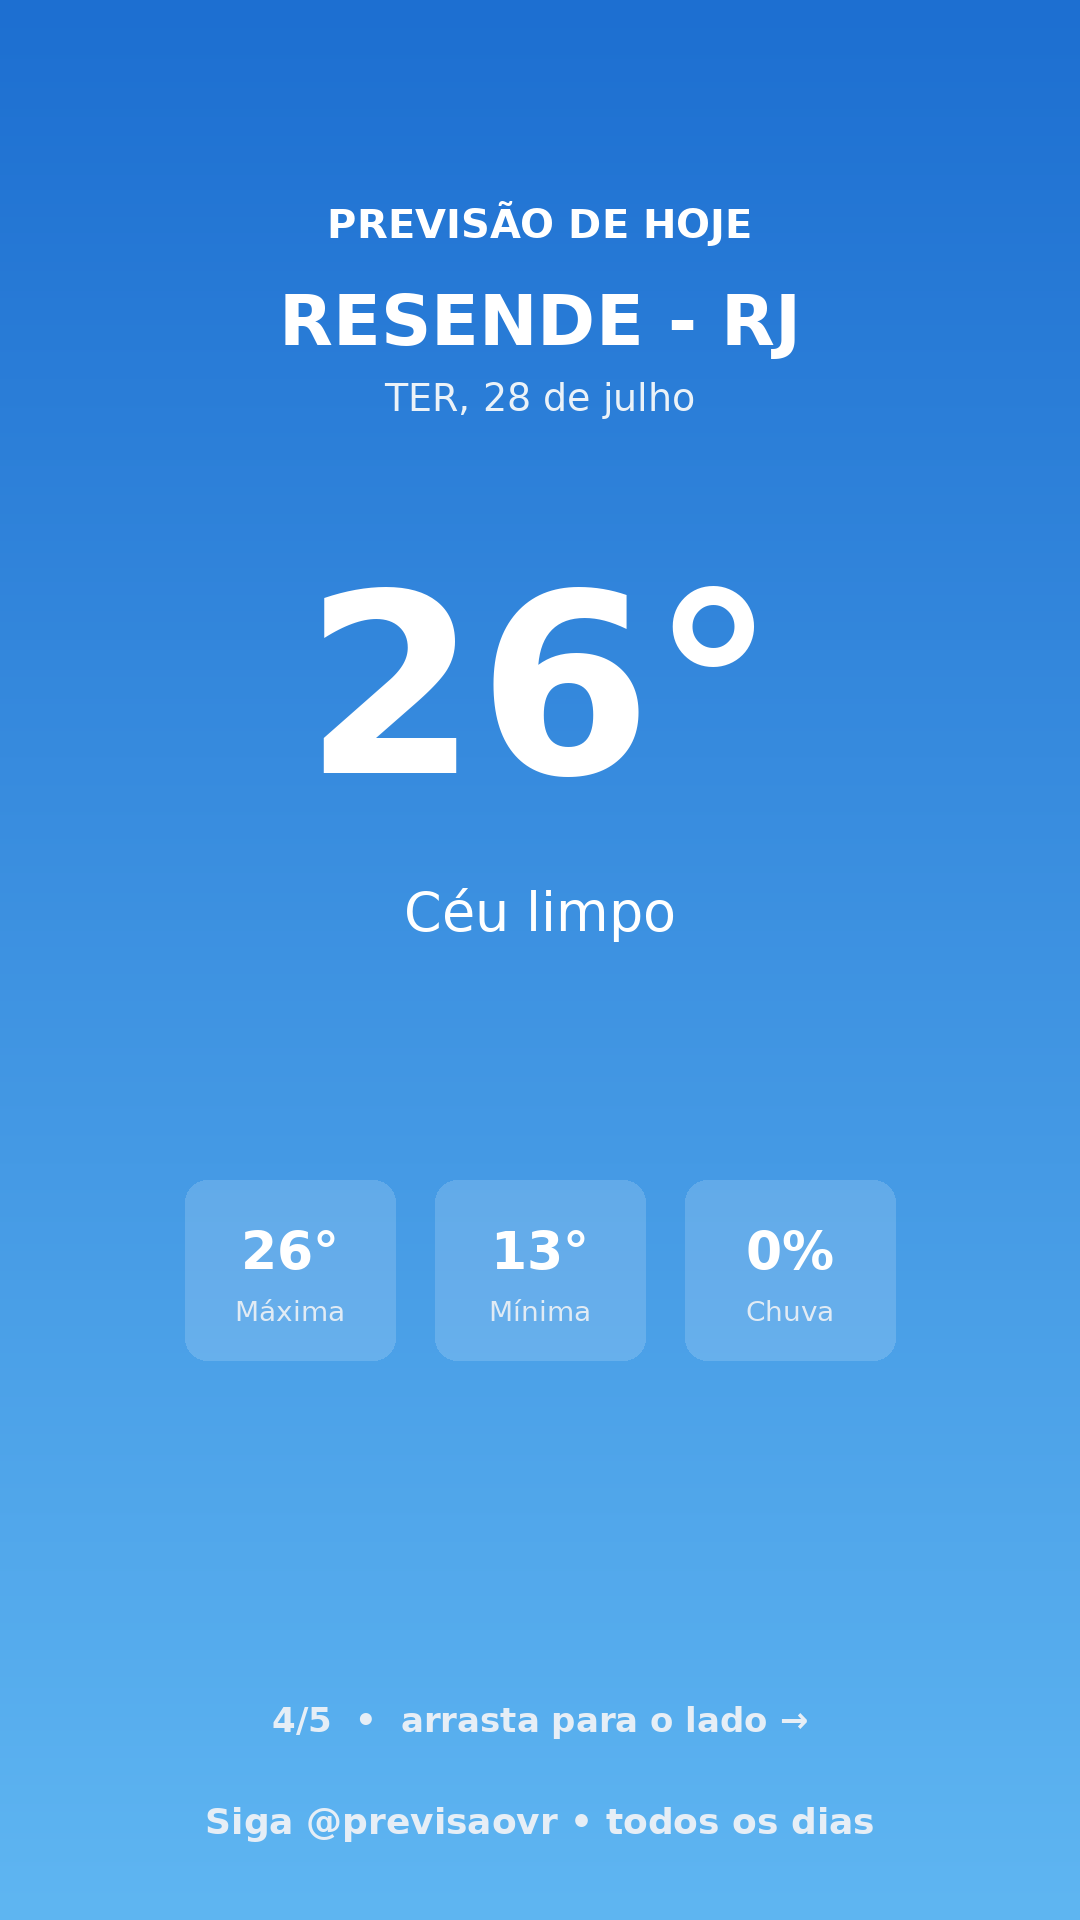 PREVISÃO DE HOJE
RESENDE - RJ
TER, 28 de julho
26°
Céu limpo
26°
Máxima
13°
Mínima
0%
Chuva
4/5 • arrasta para o lado →
Siga @previsaovr • todos os dias